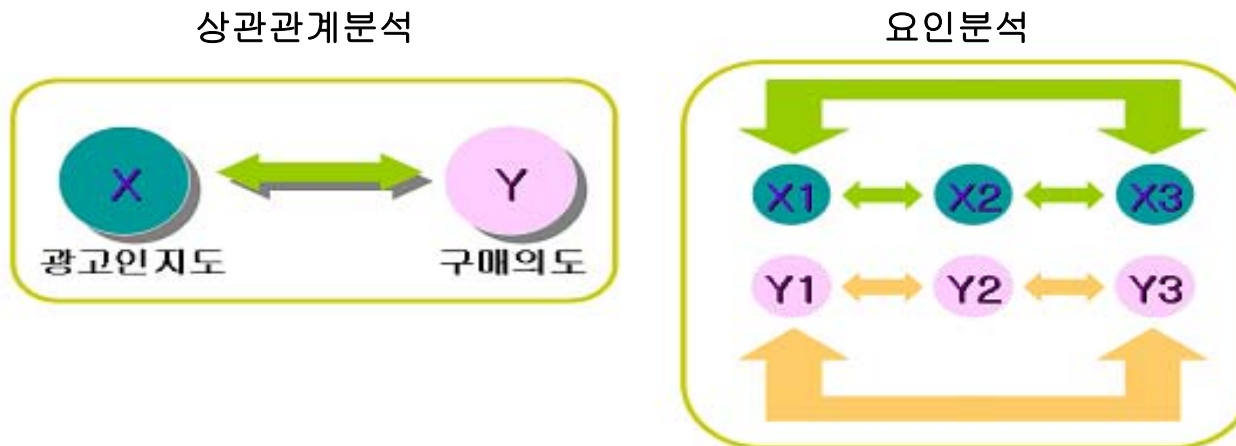 상관관계분석
요인분석
X
Y
광고인지도
구매의도
X1 X2 X3
Y1 Y2 Y3